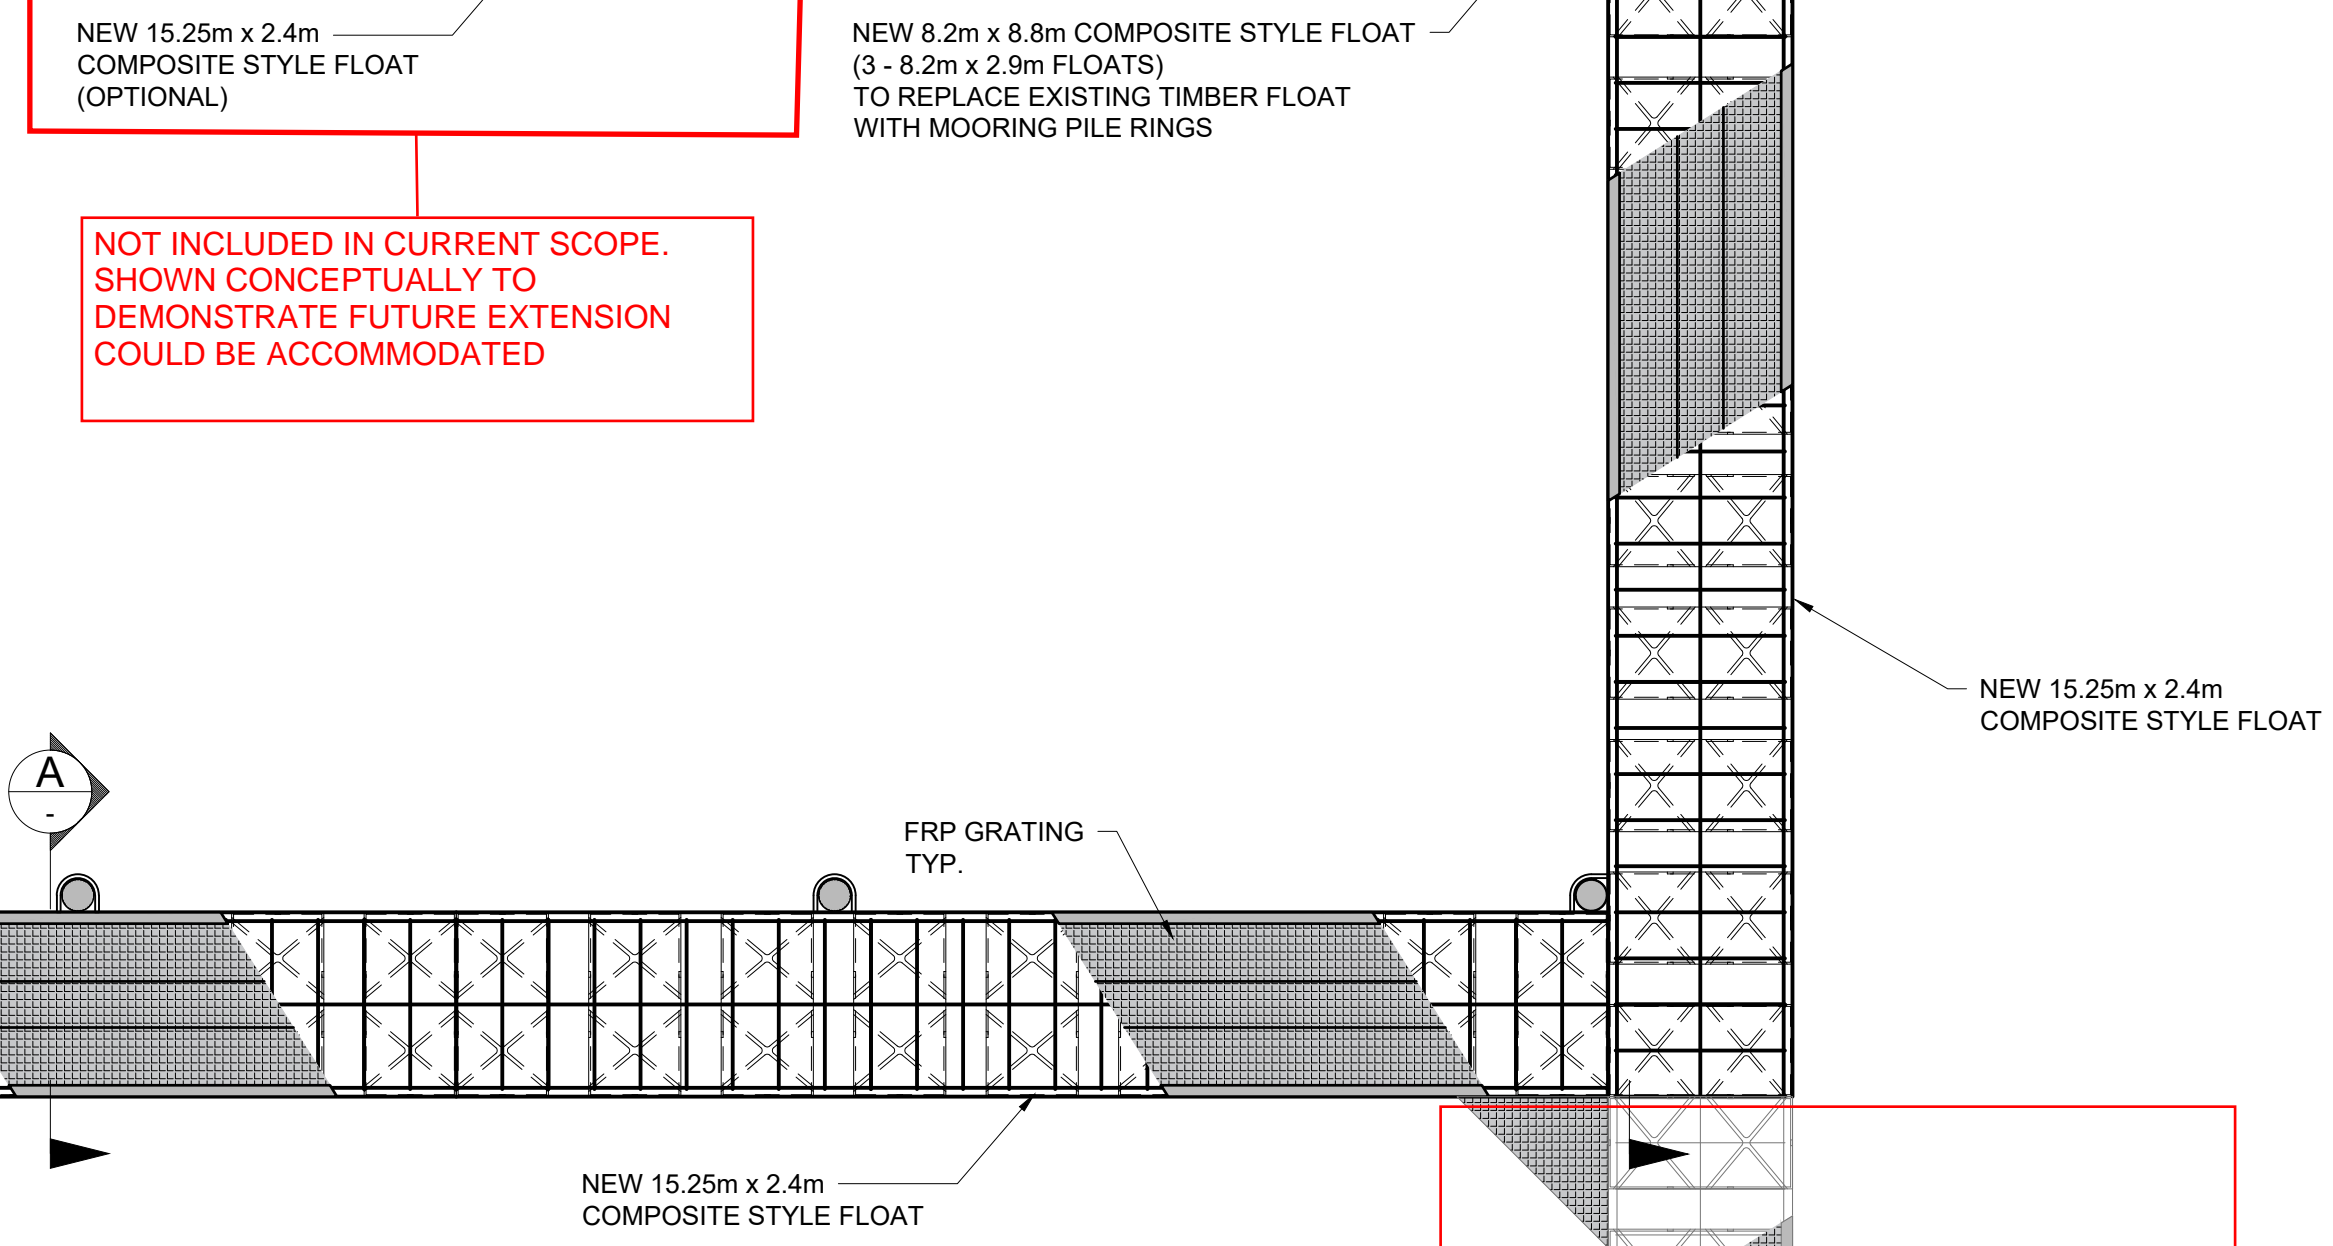 NEW 15.25m x 2.4m
COMPOSITE STYLE FLOAT
(OPTIONAL)
NEW 8.2m x 8.8m COMPOSITE STYLE FLOAT
(3 - 8.2m x 2.9m FLOATS)
TO REPLACE EXISTING TIMBER FLOAT
WITH MOORING PILE RINGS
NOT INCLUDED IN CURRENT SCOPE.
SHOWN CONCEPTUALLY TO
DEMONSTRATE FUTURE EXTENSION
COULD BE ACCOMMODATED
NEW 15.25m x 2.4m
COMPOSITE STYLE FLOAT
A
-
FRP GRATING
TYP.
NEW 15.25m x 2.4m
COMPOSITE STYLE FLOAT